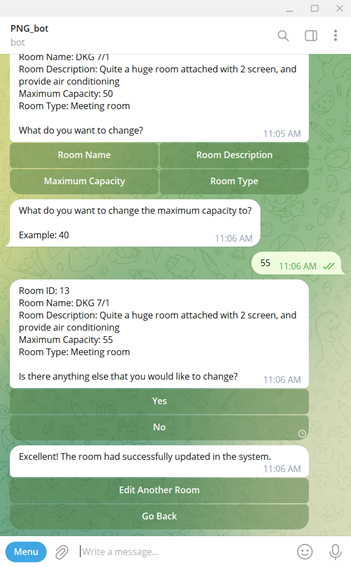 PNG_bot
bot
Room Name: DKG 7/1
Room Description: Quite a huge room attached with 2 screen, and
provide air conditioning
Maximum Capacity: 50
Room Type: Meeting room
What do you want to change?
11:05 AM
Room Name
Room Description
Maximum Capacity
Room Type
What do you want to change the maximum capacity to?
Example: 40
11:06 AM
55 11:06 AM
Room ID: 13
Room Name: DKG 7/1
Room Description: Quite a huge room attached with 2 screen, and
provide air conditioning
Maximum Capacity: 55
Room Type: Meeting room
Is there anything else that you would like to change?
11:06 AM
Yes
No
Excellent! The room had successfully updated in the system.
11:06 AM
Edit Another Room
Go Back
Menu
Write a message...